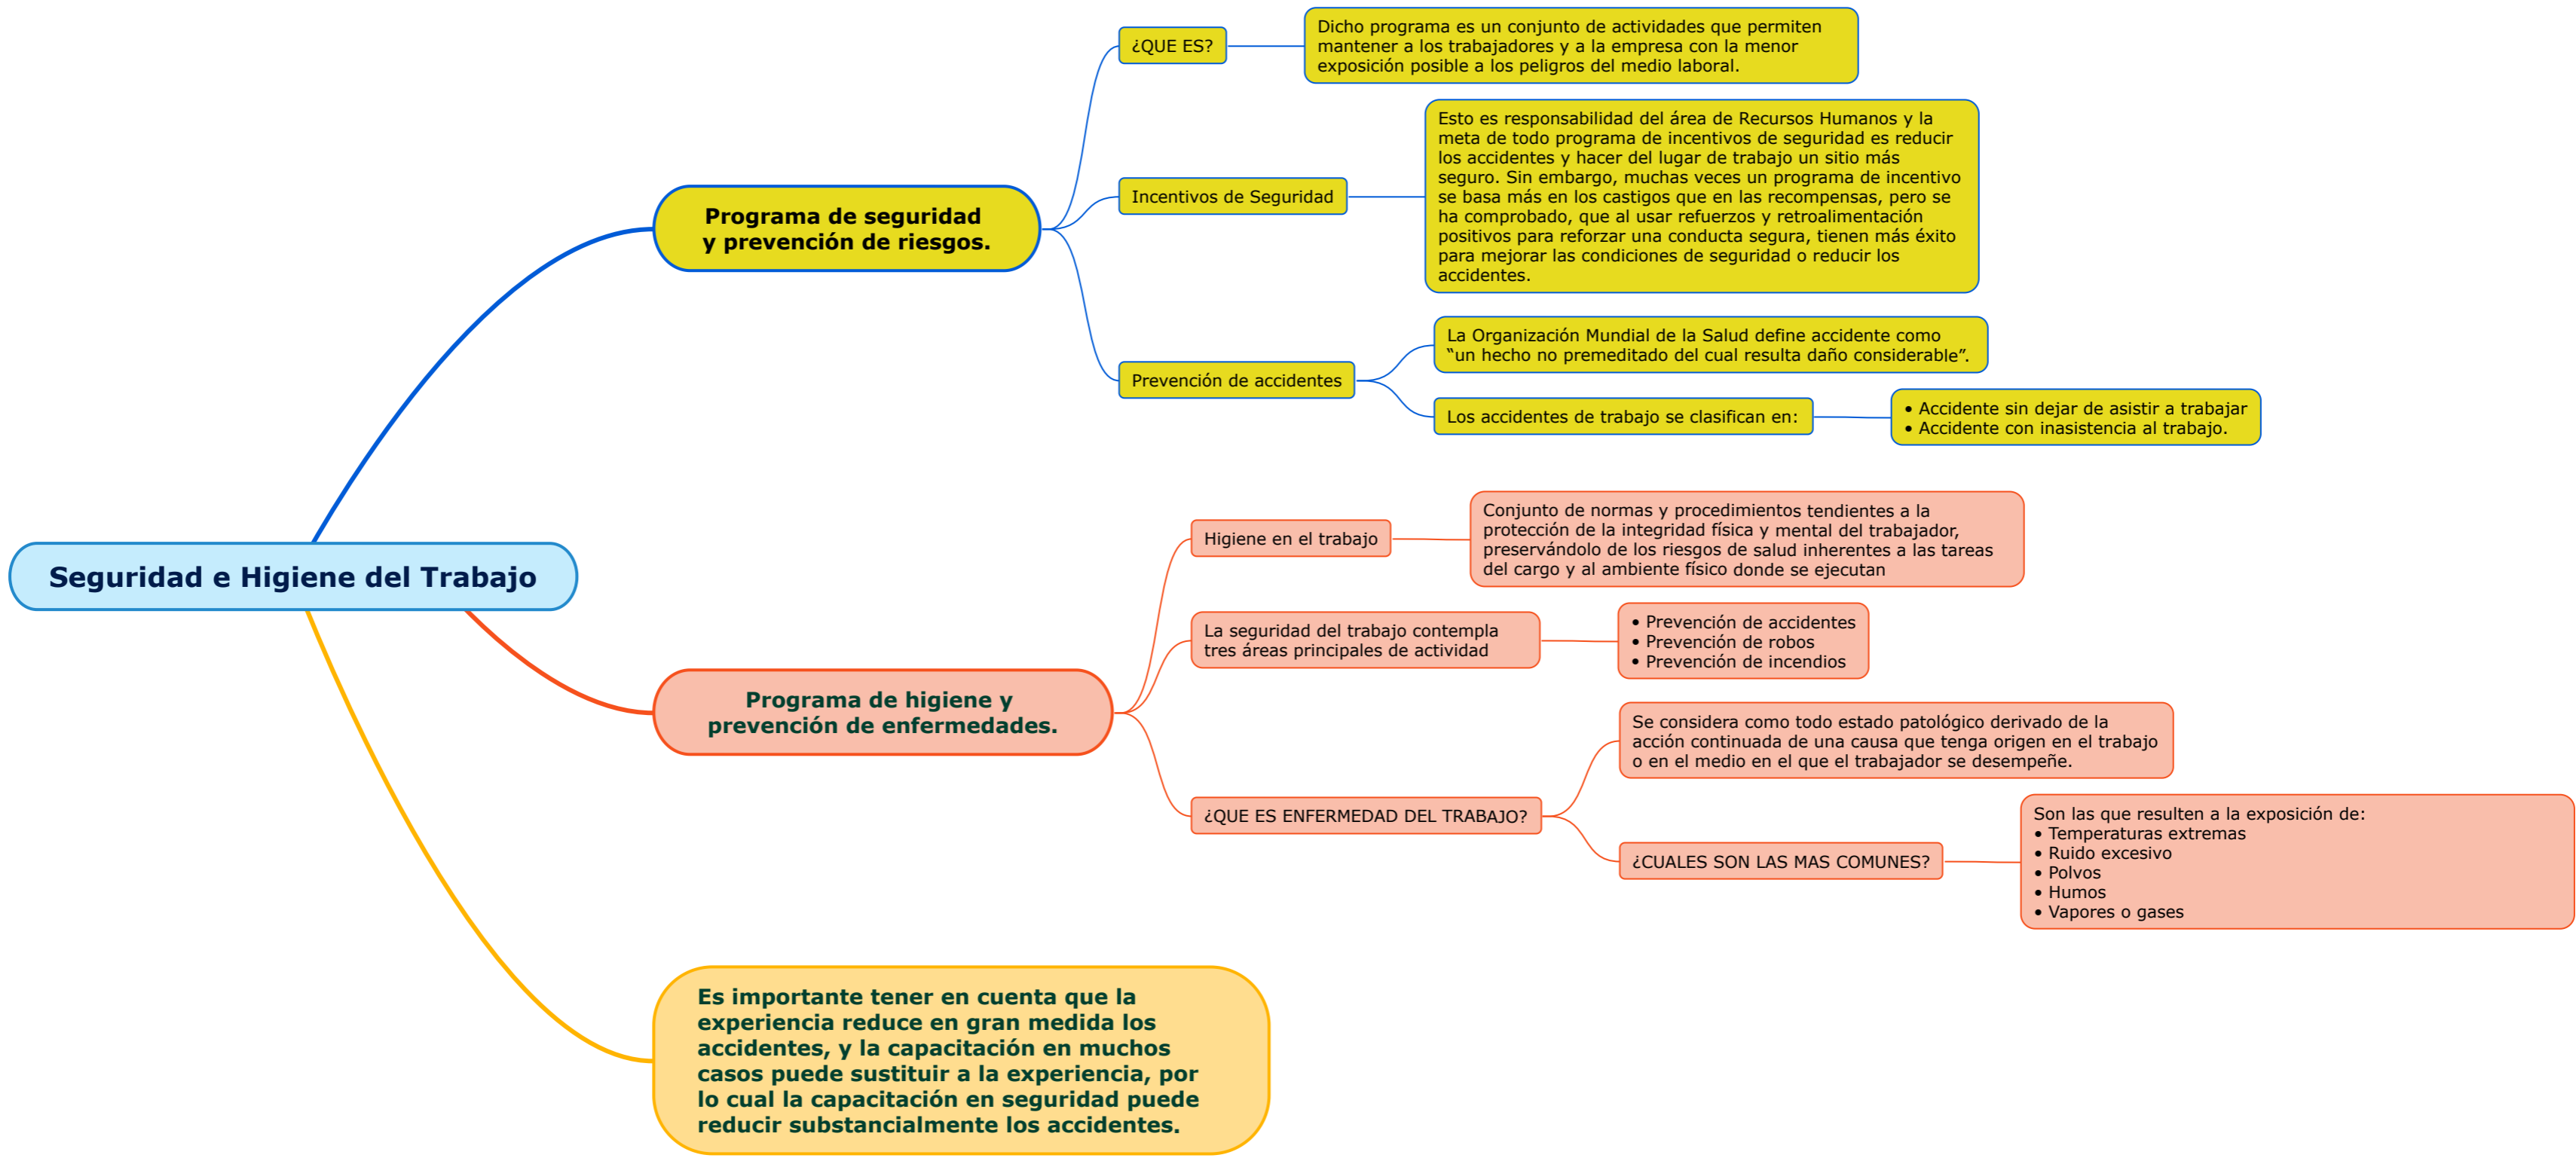 ¿QUE ES?
Dicho programa es un conjunto de actividades que permiten
mantener a los trabajadores y a la empresa con la menor
exposición posible a los peligros del medio laboral.
Programa de seguridad
y prevención de riesgos.
Incentivos de Seguridad
Esto es responsabilidad del área de Recursos Humanos y la
meta de todo programa de incentivos de seguridad es reducir
los accidentes y hacer del lugar de trabajo un sitio más
seguro. Sin embargo, muchas veces un programa de incentivo
se basa más en los castigos que en las recompensas, pero se
ha comprobado, que al usar refuerzos y retroalimentación
positivos para reforzar una conducta segura, tienen más éxito
para mejorar las condiciones de seguridad o reducir los
accidentes.
Prevención de accidentes
La Organización Mundial de la Salud define accidente como
“un hecho no premeditado del cual resulta daño considerable”.
Los accidentes de trabajo se clasifican en:
• Accidente sin dejar de asistir a trabajar
• Accidente con inasistencia al trabajo.
Seguridad e Higiene del Trabajo
Programa de higiene y
prevención de enfermedades.
Higiene en el trabajo
Conjunto de normas y procedimientos tendientes a la
protección de la integridad física y mental del trabajador,
preservándolo de los riesgos de salud inherentes a las tareas
del cargo y al ambiente físico donde se ejecutan
La seguridad del trabajo contempla
tres áreas principales de actividad
• Prevención de accidentes
• Prevención de robos
• Prevención de incendios
¿QUE ES ENFERMEDAD DEL TRABAJO?
Se considera como todo estado patológico derivado de la
acción continuada de una causa que tenga origen en el trabajo
o en el medio en el que el trabajador se desempeñe.
¿CUALES SON LAS MAS COMUNES?
Son las que resulten a la exposición de:
• Temperaturas extremas
• Ruido excesivo
• Polvos
• Humos
• Vapores o gases
Es importante tener en cuenta que la
experiencia reduce en gran medida los
accidentes, y la capacitación en muchos
casos puede sustituir a la experiencia, por
lo cual la capacitación en seguridad puede
reducir substancialmente los accidentes.